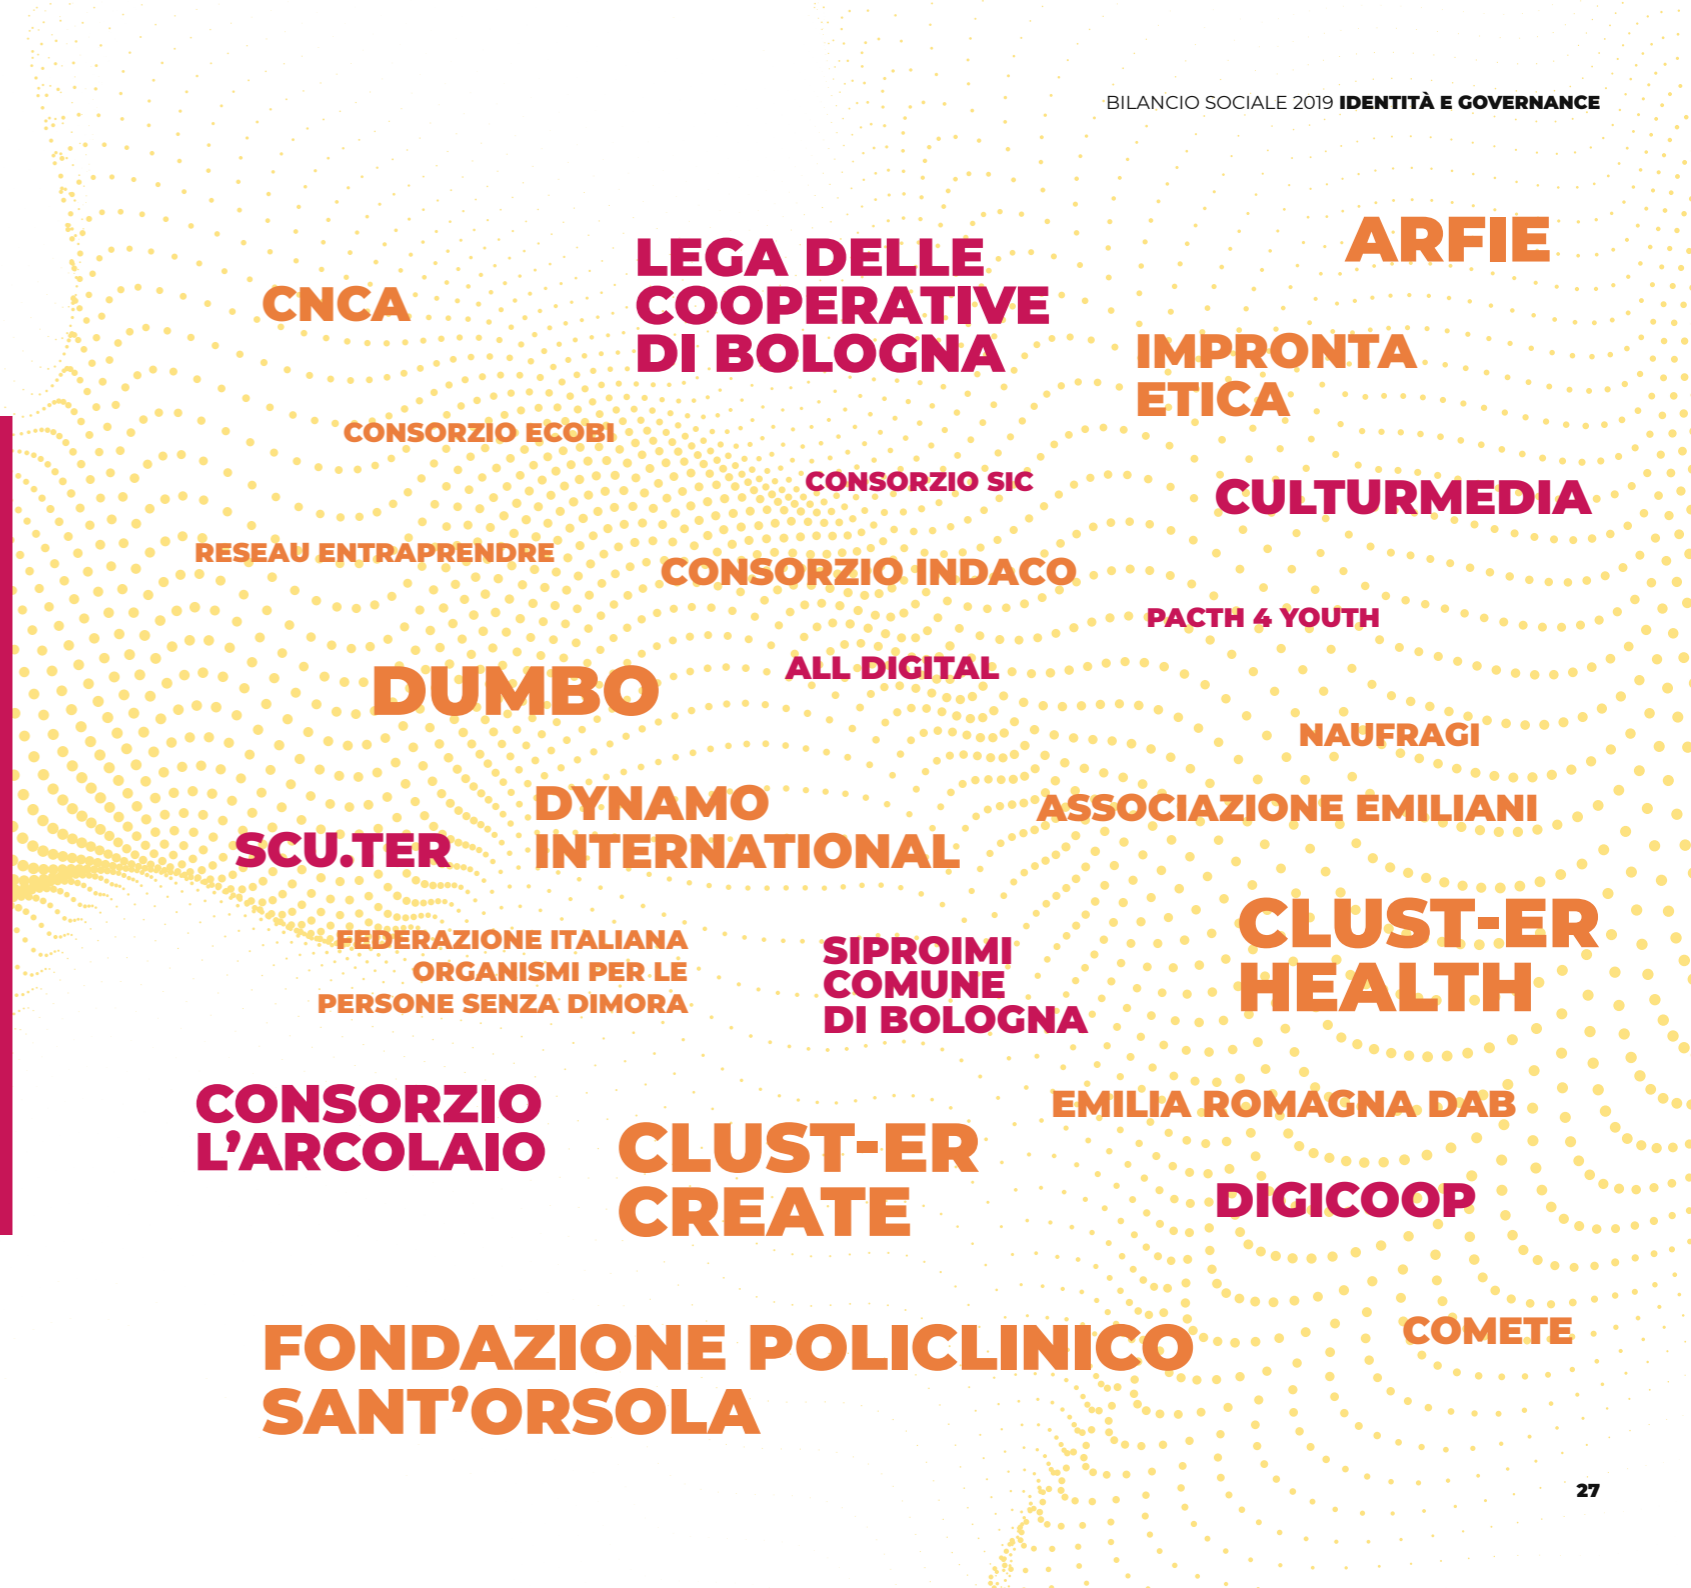 BILANCIO SOCIALE 2019 IDENTITÀ E GOVERNANCE
ARFIE
LEGA DELLE
COOPERATIVE
DI BOLOGNA
CNCA
IMPRONTA
ETICA
CONSORZIO ECOBI
CONSORZIO SIC
CULTURMEDIA
RESEAU ENTRAPRENDRE
CONSORZIO INDACO
PACTH 4 YOUTH
DUMBO
ALL DIGITAL
NAUFRAGI
DYNAMO
INTERNATIONAL
ASSOCIAZIONE EMILIANI
SCU.TER
CLUST-ER
HEALTH
FEDERAZIONE ITALIANA
ORGANISMI PER LE
PERSONE SENZA DIMORA
SIPROIMI
COMUNE
DI BOLOGNA
CONSORZIO
L’ARCOLAIO
CLUST-ER
CREATE
EMILIA ROMAGNA DAB
DIGICOOP
FONDAZIONE POLICLINICO
SANT’ORSOLA
COMETE
27